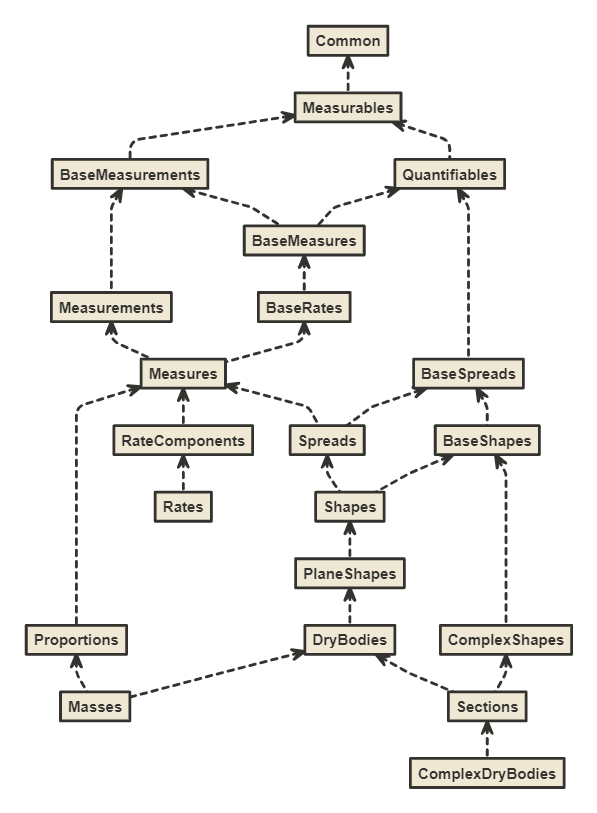 Common
Measurables
BaseMeasurements
Quantifiables
BaseMeasures
Measurements
BaseRates
Measures
BaseSpreads
RateComponents
Spreads
BaseShapes
Rates
Shapes
PlaneShapes
Proportions
DryBodies
ComplexShapes
Masses
Sections
ComplexDryBodies